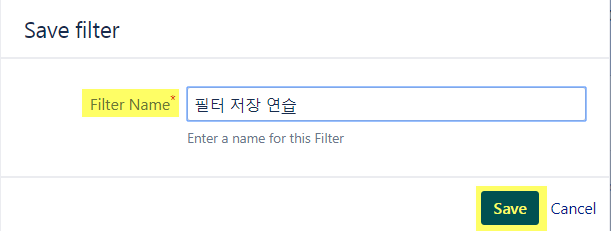 Save filter
Filter Name* 필터 저장 연습
Enter a name for this Filter
Save Cancel